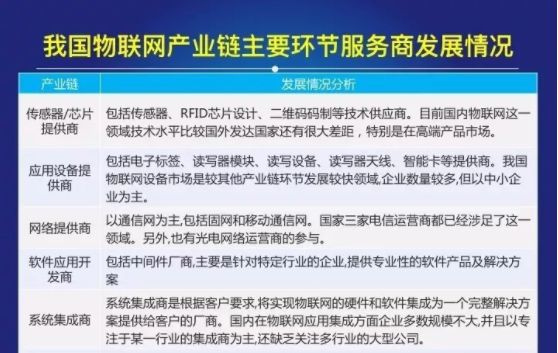 我国物联网产业链主要环节服务商发展情况
产业链
发展情况分析
传感器/芯片
提供商
包括传感器、RFID芯片设计、二维码码制等技术供应商。目前国内物联网这一
领域技术水平比较国外发达国家还有很大差距，特别是在高端产品市场。
应用设备提
供商
包括电子标签、读写器模块、读写设备、读写器天线、智能卡等提供商。我国
物联网设备市场是较其他产业链环节发展较快领域,企业数量较多,但以中小企
业为主。
网络提供商
以通信网为主,包括固网和移动通信网。国家三家电信运营商都已经涉足了这一
领域。另外,也有光电网络运营商的参与。
软件应用开
发商
包括中间件厂商,主要是针对特定行业的企业,提供专业性的软件产品及解决方
案
系统集成商
系统集成商是根据客户要求,将实现物联网的硬件和软件集成为一个完整解决方
案提供给客户的厂商。国内在物联网应用集成方面企业多数规模不大,并且以专
注于某一行业的集成商为主,还缺乏关注多行业的大型公司。